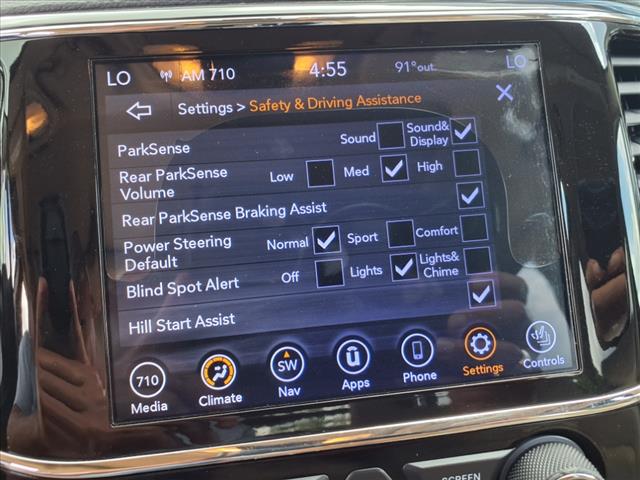 LO AM 710 4:55 91° out. LO
Settings > Safety & Driving Assistance
ParkSense Sound Sound& Display
Rear ParkSense Volume Low Med High
Rear ParkSense Braking Assist
Power Steering Default Normal Sport Comfort
Blind Spot Alert Off Lights Lights& Chime
Hill Start Assist
710 SW
Media Climate Nav Apps Phone Settings Controls
SCREEN